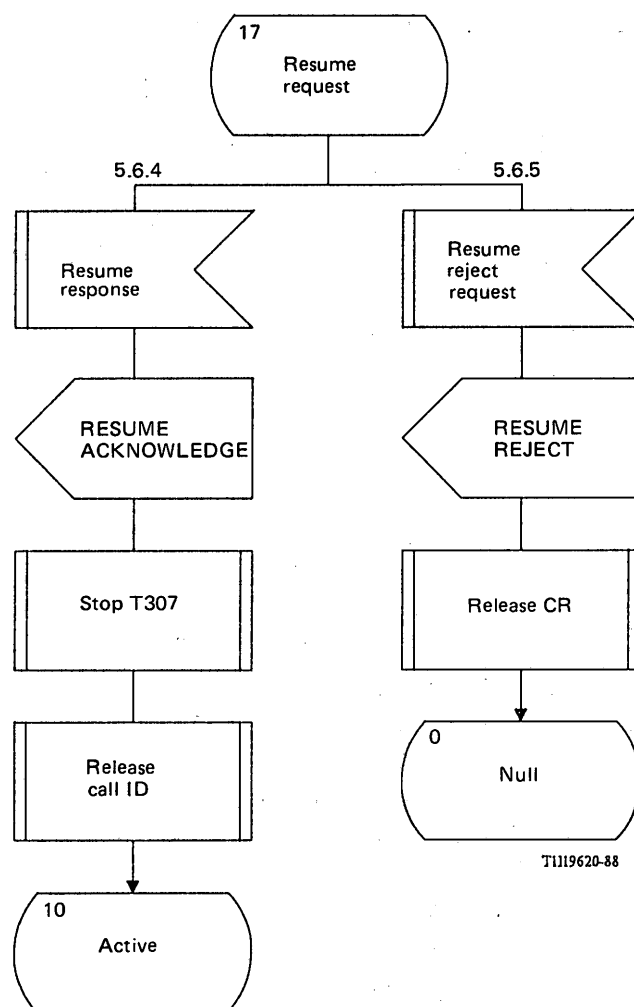 17
Resume
request
5.6.4
5.6.5
Resume
response
Resume
reject
request
RESUME
ACKNOWLEDGE
RESUME
REJECT
Stop T307
Release CR
Release
call ID
0
Null
T1119620-88
10
Active